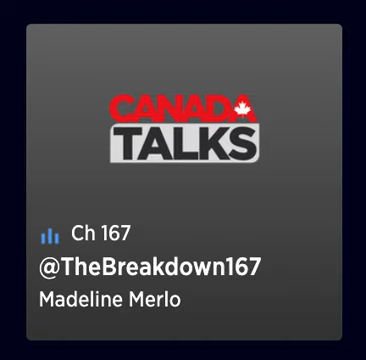 CANADA
TALKS
Ch 167
@TheBreakdown167
Madeline Merlo